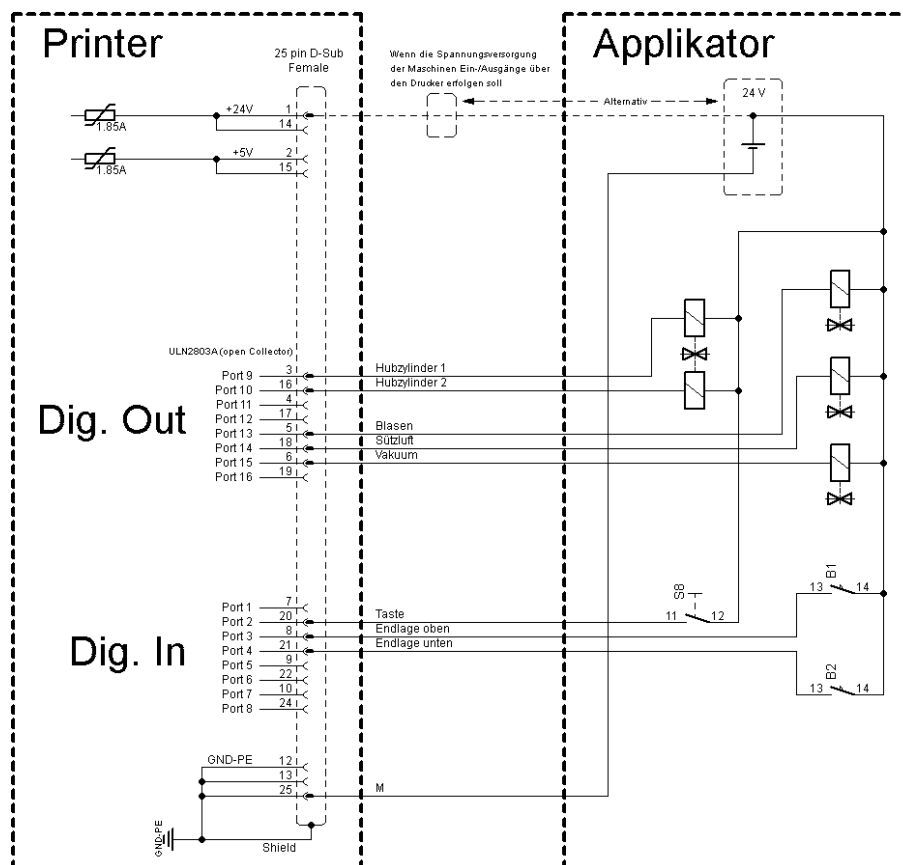 Printer
Applikator
25 pin D-Sub
Female
Wenn die Spannungsversorgung
der Maschinen Ein-/Ausgänge über
den Drucker erfolgen soll
Alternativ
24 V
+24V
1
14
1.85A
+5V
2
15
1.85A
ULN2803A (open Collector)
Dig. Out
Port 9 3 Hubzylinder 1
Port 10 16 Hubzylinder 2
Port 11 4
Port 12 17
Port 13 5 Blasen
Port 14 18 Sützluft
Port 15 6 Vakuum
Port 16 19
Dig. In
Port 1 7
Port 2 20 Taste
Port 3 8 Endlage oben
Port 4 21 Endlage unten
Port 5 9
Port 6 22
Port 7 10
Port 8 24
S8
11 12
B1
13 14
B2
13 14
GND-PE 12
13
25 M
GND-PE
Shield